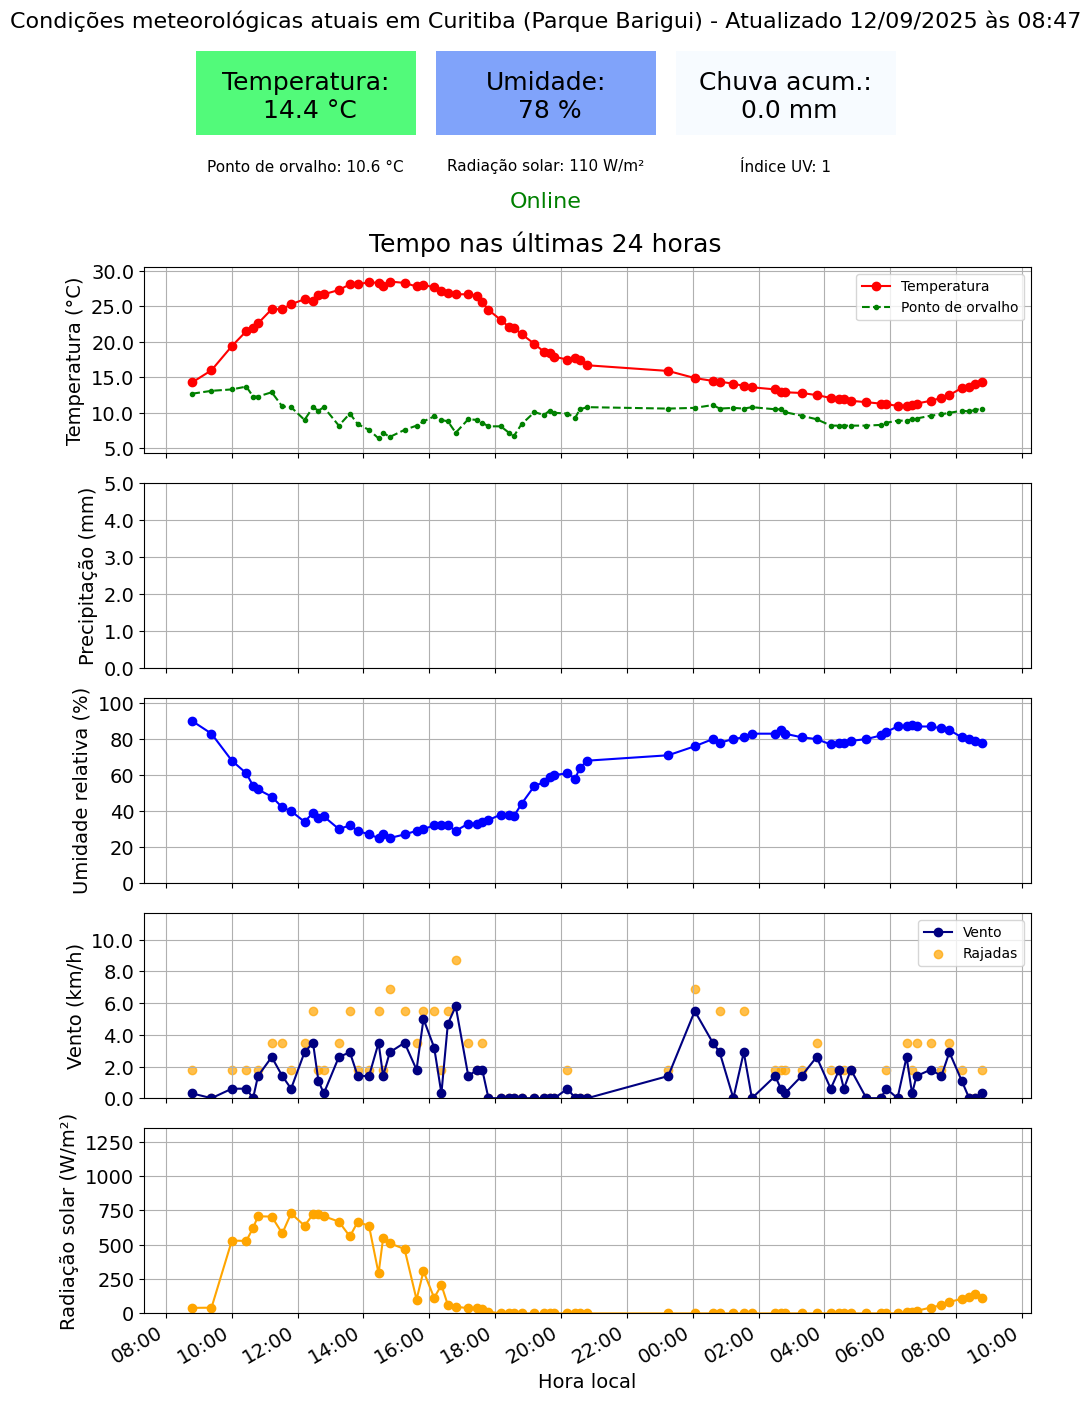 Condições meteorológicas atuais em Curitiba (Parque Barigui) - Atualizado 12/09/2025 às 08:47
Temperatura:
14.4 °C
Umidade:
78 %
Chuva acum.:
0.0 mm
Ponto de orvalho: 10.6 °C
Radiação solar: 110 W/m²
Índice UV: 1
Online
Tempo nas últimas 24 horas
Temperatura (°C)
30.0
25.0
20.0
15.0
10.0
5.0
Temperatura
Ponto de orvalho
Precipitação (mm)
5.0
4.0
3.0
2.0
1.0
0.0
Umidade relativa (%)
100
80
60
40
20
0
Vento (km/h)
10.0
8.0
6.0
4.0
2.0
0.0
Vento
Rajadas
Radiação solar (W/m²)
1250
1000
750
500
250
0
08:00
10:00
12:00
14:00
16:00
18:00
20:00
22:00
00:00
02:00
04:00
06:00
08:00
10:00
Hora local